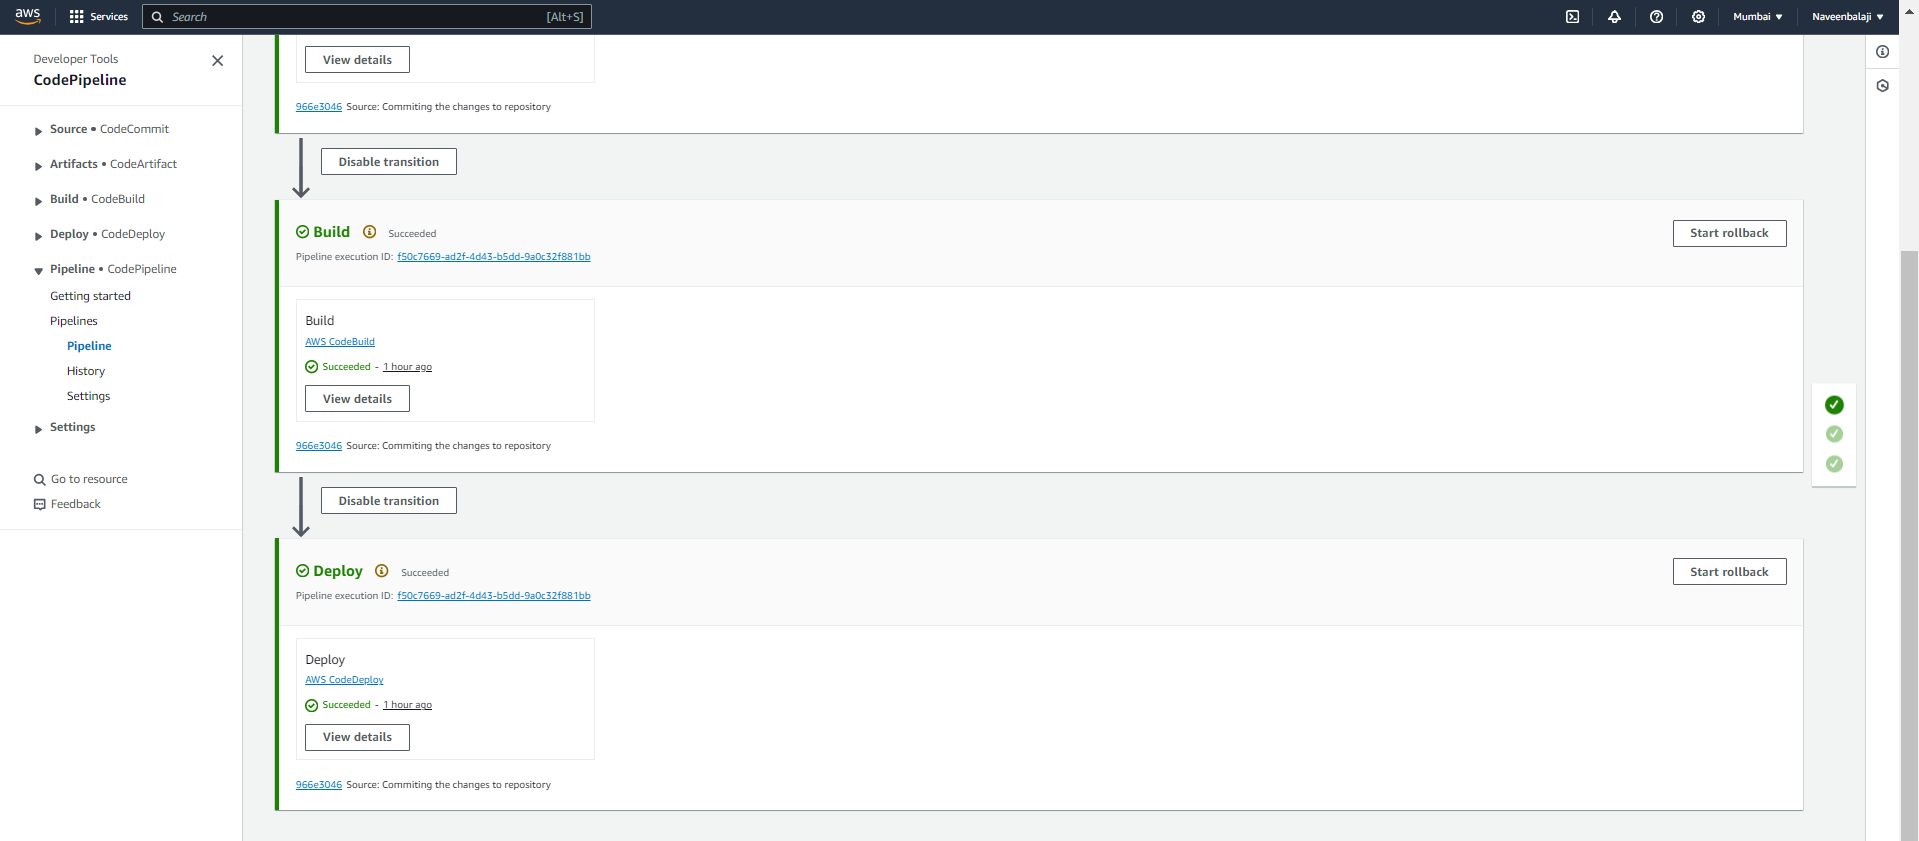 aws Services Search [Alt+S] Mumbai Naveenbalaji
Developer Tools
CodePipeline
Source • CodeCommit
Artifacts • CodeArtifact
Build • CodeBuild
Deploy • CodeDeploy
Pipeline • CodePipeline
Getting started
Pipelines
Pipeline
History
Settings
Settings
Go to resource
Feedback
View details
966e3046 Source: Commiting the changes to repository
Disable transition
Build Succeeded
Start rollback
Pipeline execution ID: f50c7669-ad2f-4d43-b5dd-9a0c32f881bb
Build
AWS CodeBuild
Succeeded - 1 hour ago
View details
966e3046 Source: Commiting the changes to repository
Disable transition
Deploy Succeeded
Start rollback
Pipeline execution ID: f50c7669-ad2f-4d43-b5dd-9a0c32f881bb
Deploy
AWS CodeDeploy
Succeeded - 1 hour ago
View details
966e3046 Source: Commiting the changes to repository